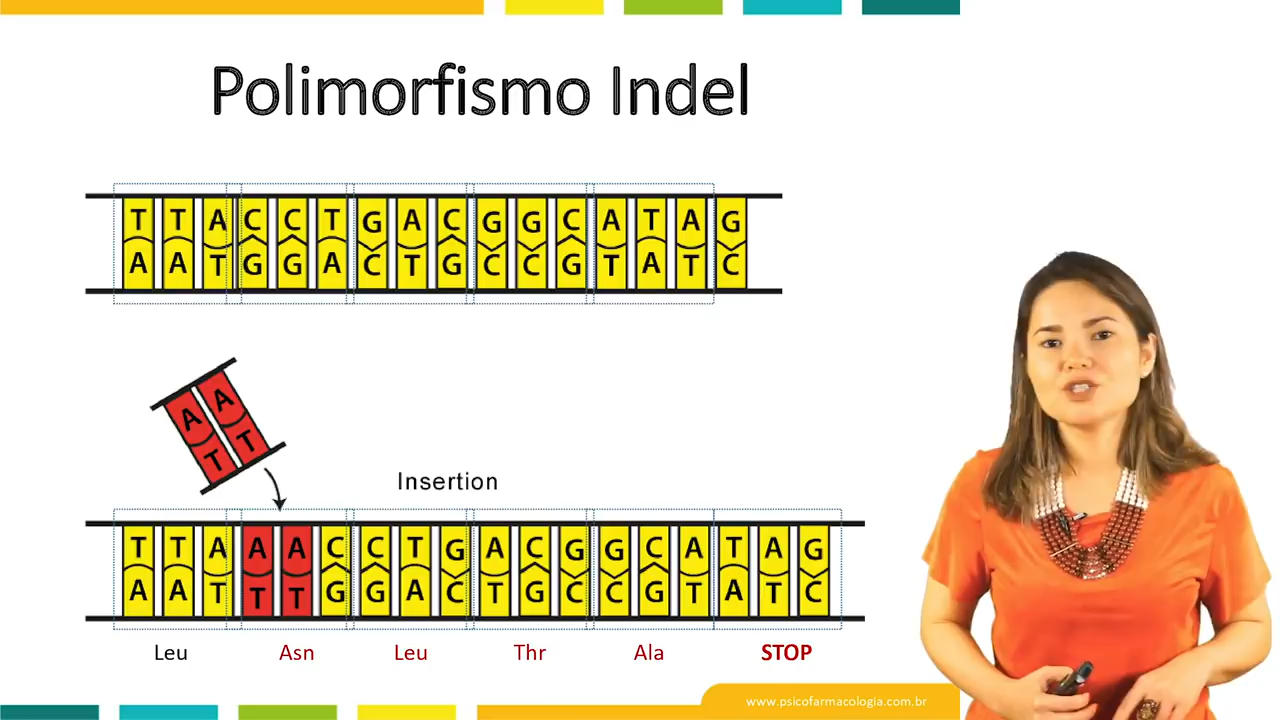 Polimorfismo Indel
T T A C C T G A C G G C A T A G
A A T G G A C T G C C G T A T C
A A
T T
Insertion
T T A A A C C T G A C G G C A T A G
A A T T T G G A C T G C C G T A T C
Leu Asn Leu Thr Ala STOP
www.psicofarmacologia.com.br